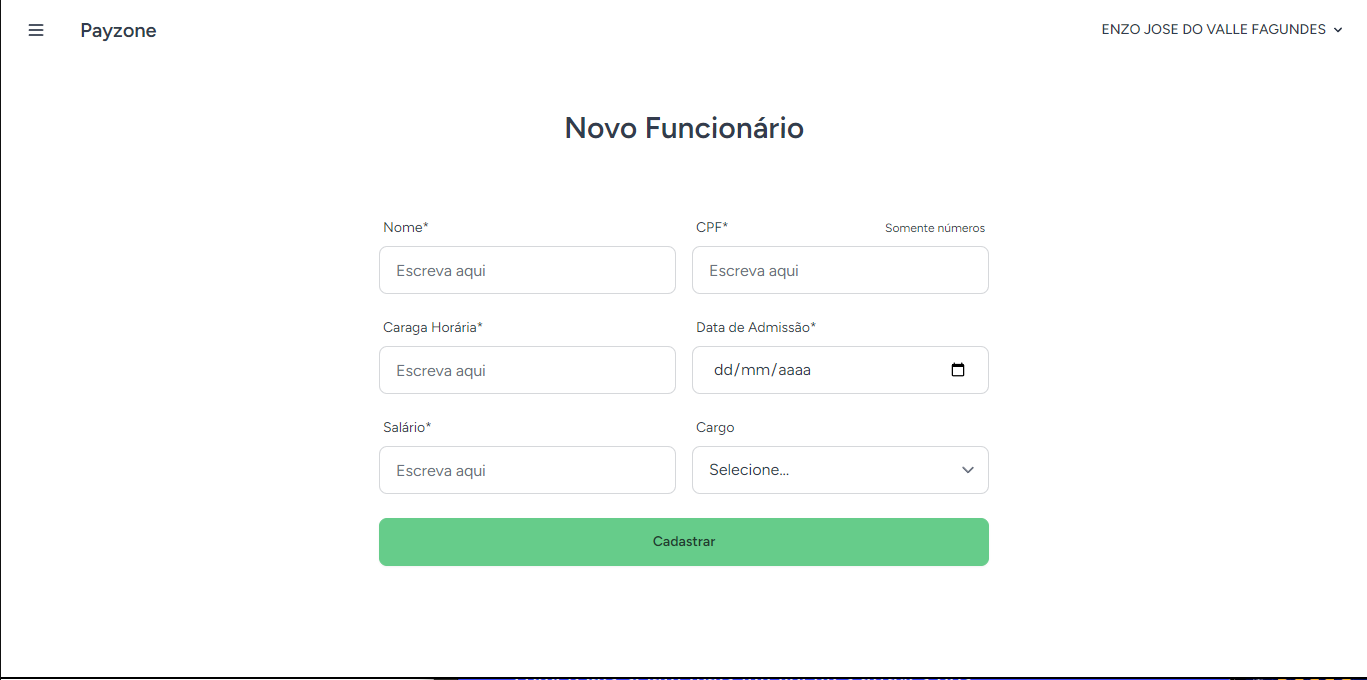 Payzone
ENZO JOSE DO VALLE FAGUNDES
Novo Funcionário
Nome*
CPF*
Somente números
Escreva aqui
Escreva aqui
Caraga Horária*
Data de Admissão*
Escreva aqui
dd/mm/aaaa
Salário*
Cargo
Escreva aqui
Selecione...
Cadastrar